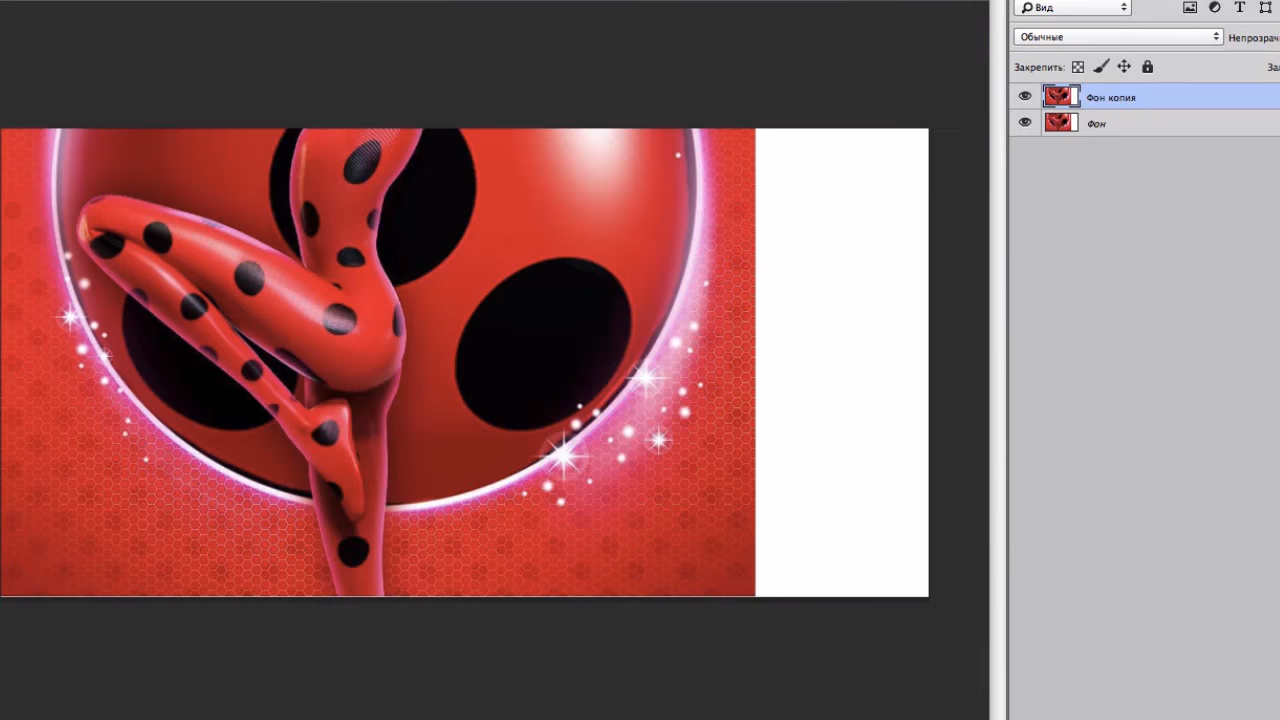 Вид
Обычные
Непрозрач
Закрепить:
За
Фон копия
Фон